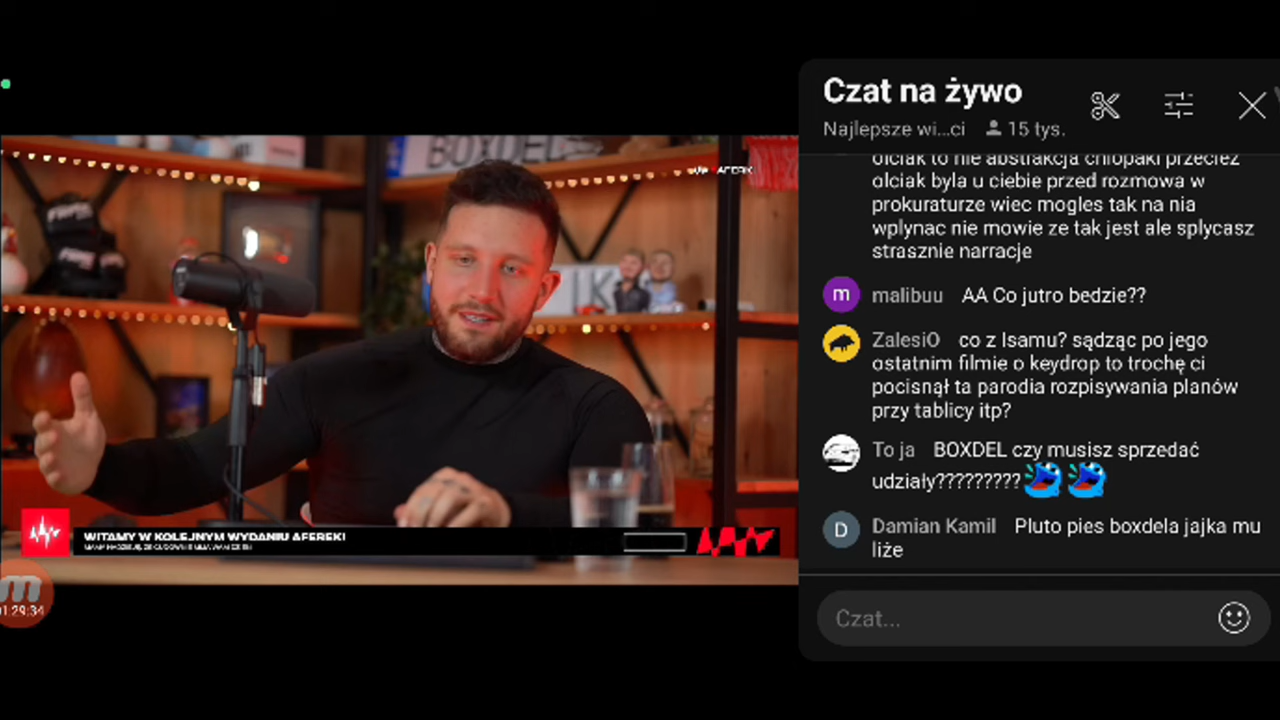 BOXDEL
AFERKI
JK
WITAMY W KOLEJNYM WYDANIU AFEREK!
1:29:34
Czat na żywo
Najlepsze wi...ci 15 tys.
olciak to nie abstrakcja chlopaki przeciez
olciak byla u ciebie przed rozmowa w
prokuraturze wiec mogles tak na nia
wplynac nie mowie ze tak jest ale splycasz
strasznie narracje
m malibuu AA Co jutro bedzie??
ZalesiO co z Isamu? sądząc po jego
ostatnim filmie o keydrop to trochę ci
pocisnął ta parodia rozpisywania planów
przy tablicy itp?
To ja BOXDEL czy musisz sprzedać
udziały?????????
D Damian Kamil Pluto pies boxdela jajka mu
liże
Czat...